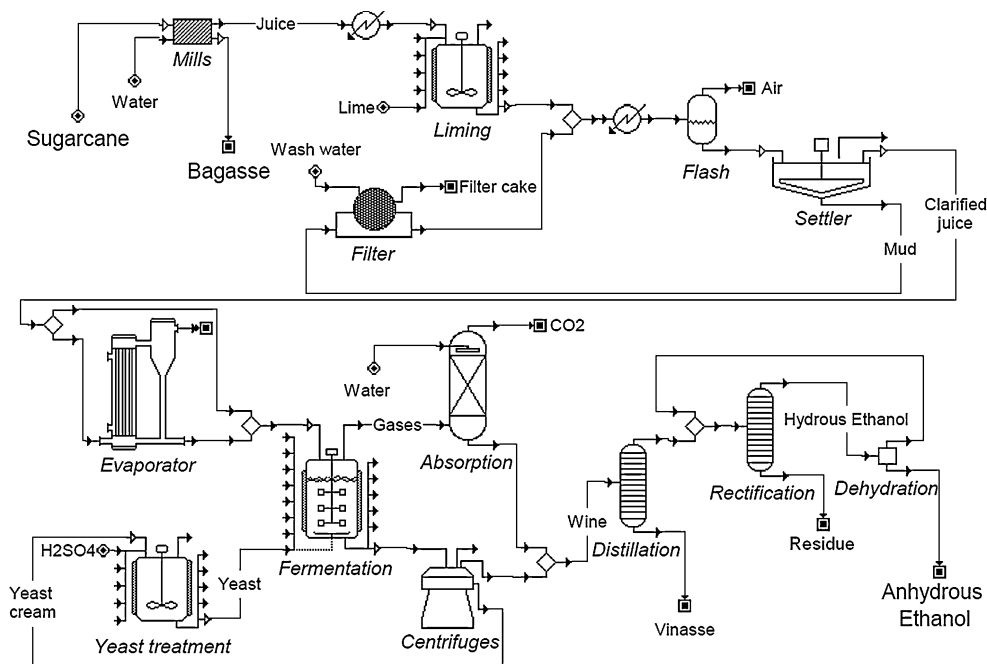 Juice
Mills
Water
Sugarcane
Bagasse
Lime
Liming
Wash water
Filter cake
Filter
Air
Flash
Settler
Clarified
juice
Mud
Evaporator
Water
CO2
Gases
Absorption
Hydrous Ethanol
Rectification
Dehydration
Wine
Distillation
Residue
Fermentation
H2SO4
Yeast
Yeast
cream
Yeast treatment
Centrifuges
Vinasse
Anhydrous
Ethanol